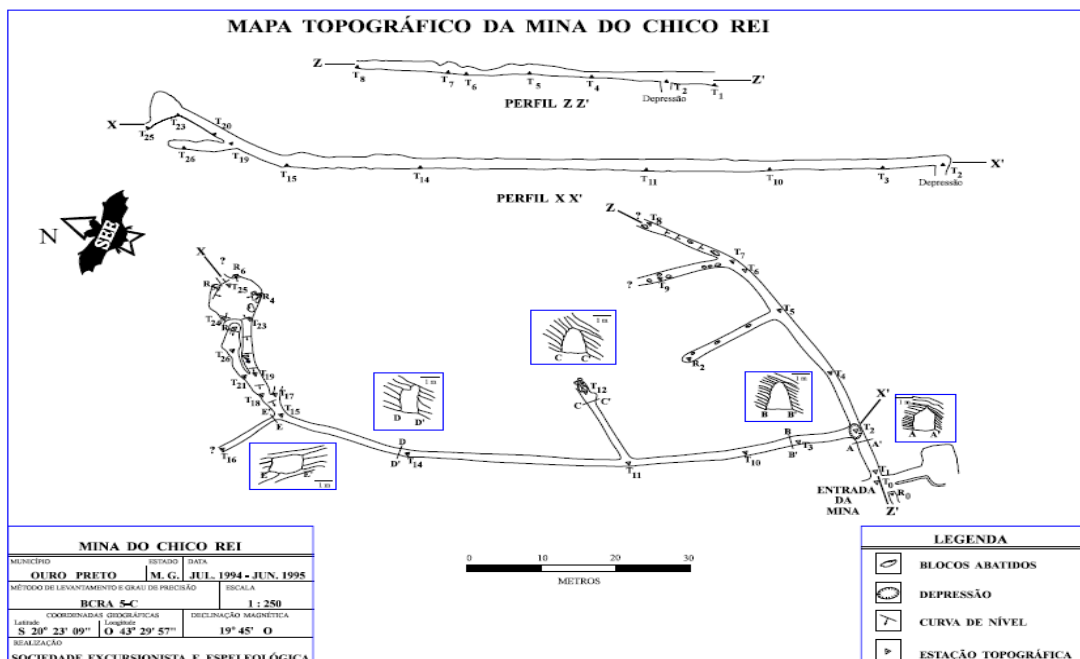 MAPA TOPOGRÁFICO DA MINA DO CHICO REI
Z
T8
T7
T6
T5
T4
T2
T1
Z'
Depressão
PERFIL Z Z'
X
T25
T23
T20
T19
T26
T15
T14
T11
T10
T3
T2
X'
Depressão
PERFIL X X'
N
SEE
Z
?
T8
T7
T6
?
T9
T5
R2
T4
X'
T2
A
A'
T1
T0
R0
Z'
ENTRADA
DA
MINA
X
?
R6
T25
R4
T24
T23
T26
T19
T21
T18
T17
T15
E'
E
?
T16
D
D'
T14
T12
C
C'
T11
T10
B
B'
T3
1 m
C C'
1 m
D
D'
1 m
B B'
1 m
A A'
E E'
1 m
0 10 20 30
METROS
MINA DO CHICO REI
MUNICÍPIO ESTADO DATA
OURO PRETO M. G. JUL. 1994 - JUN. 1995
MÉTODO DE LEVANTAMENTO E GRAU DE PRECISÃO ESCALA
BCRA 5-C 1 : 250
COORDENADAS GEOGRÁFICAS DECLINAÇÃO MAGNÉTICA
Latitude Longitude
S 20° 23' 09" O 43° 29' 57" 19° 45' O
REALIZAÇÃO
SOCIEDADE EXCURSIONISTA E ESPELEOLÓGICA
LEGENDA
BLOCOS ABATIDOS
DEPRESSÃO
CURVA DE NÍVEL
ESTAÇÃO TOPOGRÁFICA